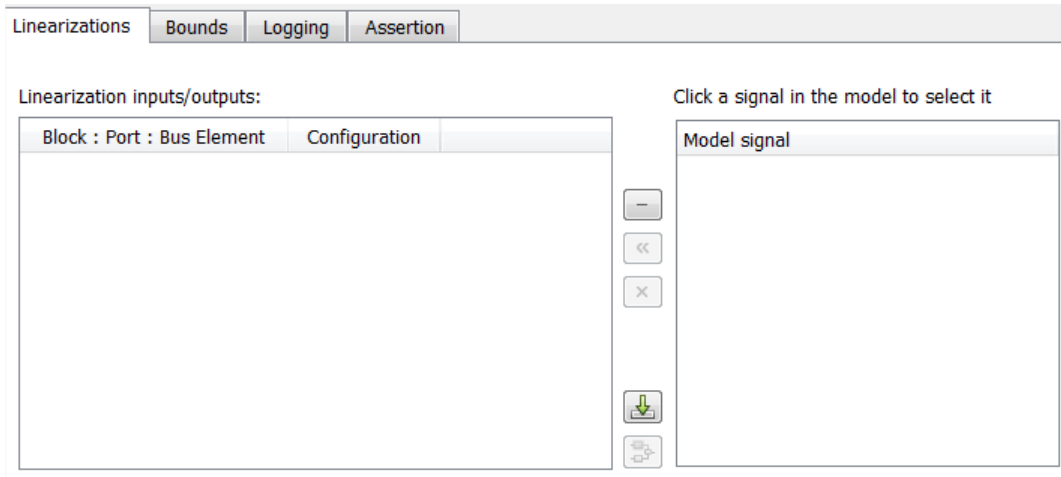 Linearizations Bounds Logging Assertion
Linearization inputs/outputs:
Click a signal in the model to select it
Block : Port : Bus Element Configuration
Model signal